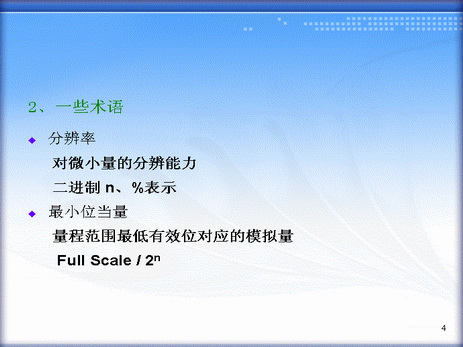 2、一些术语
◆ 分辨率
对微小量的分辨能力
二进制 n、%表示
◆ 最小位当量
量程范围最低有效位对应的模拟量
Full Scale / 2ⁿ
4